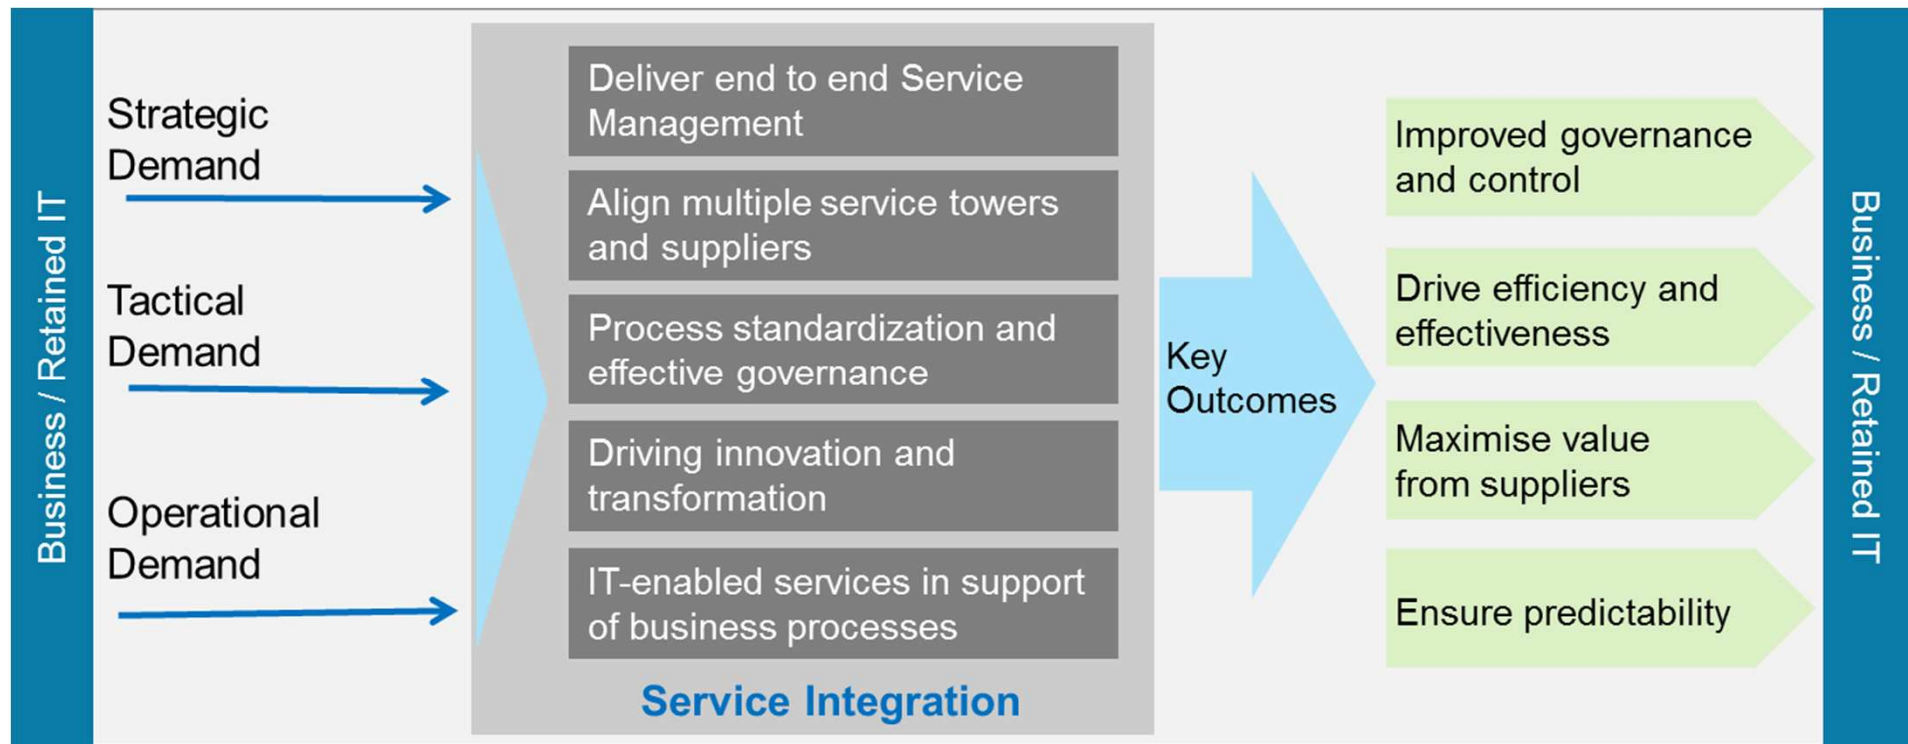 Business / Retained IT
Strategic
Demand
Tactical
Demand
Operational
Demand
Deliver end to end Service
Management
Align multiple service towers
and suppliers
Process standardization and
effective governance
Driving innovation and
transformation
IT-enabled services in support
of business processes
Service Integration
Key
Outcomes
Improved governance
and control
Drive efficiency and
effectiveness
Maximise value
from suppliers
Ensure predictability
Business / Retained IT